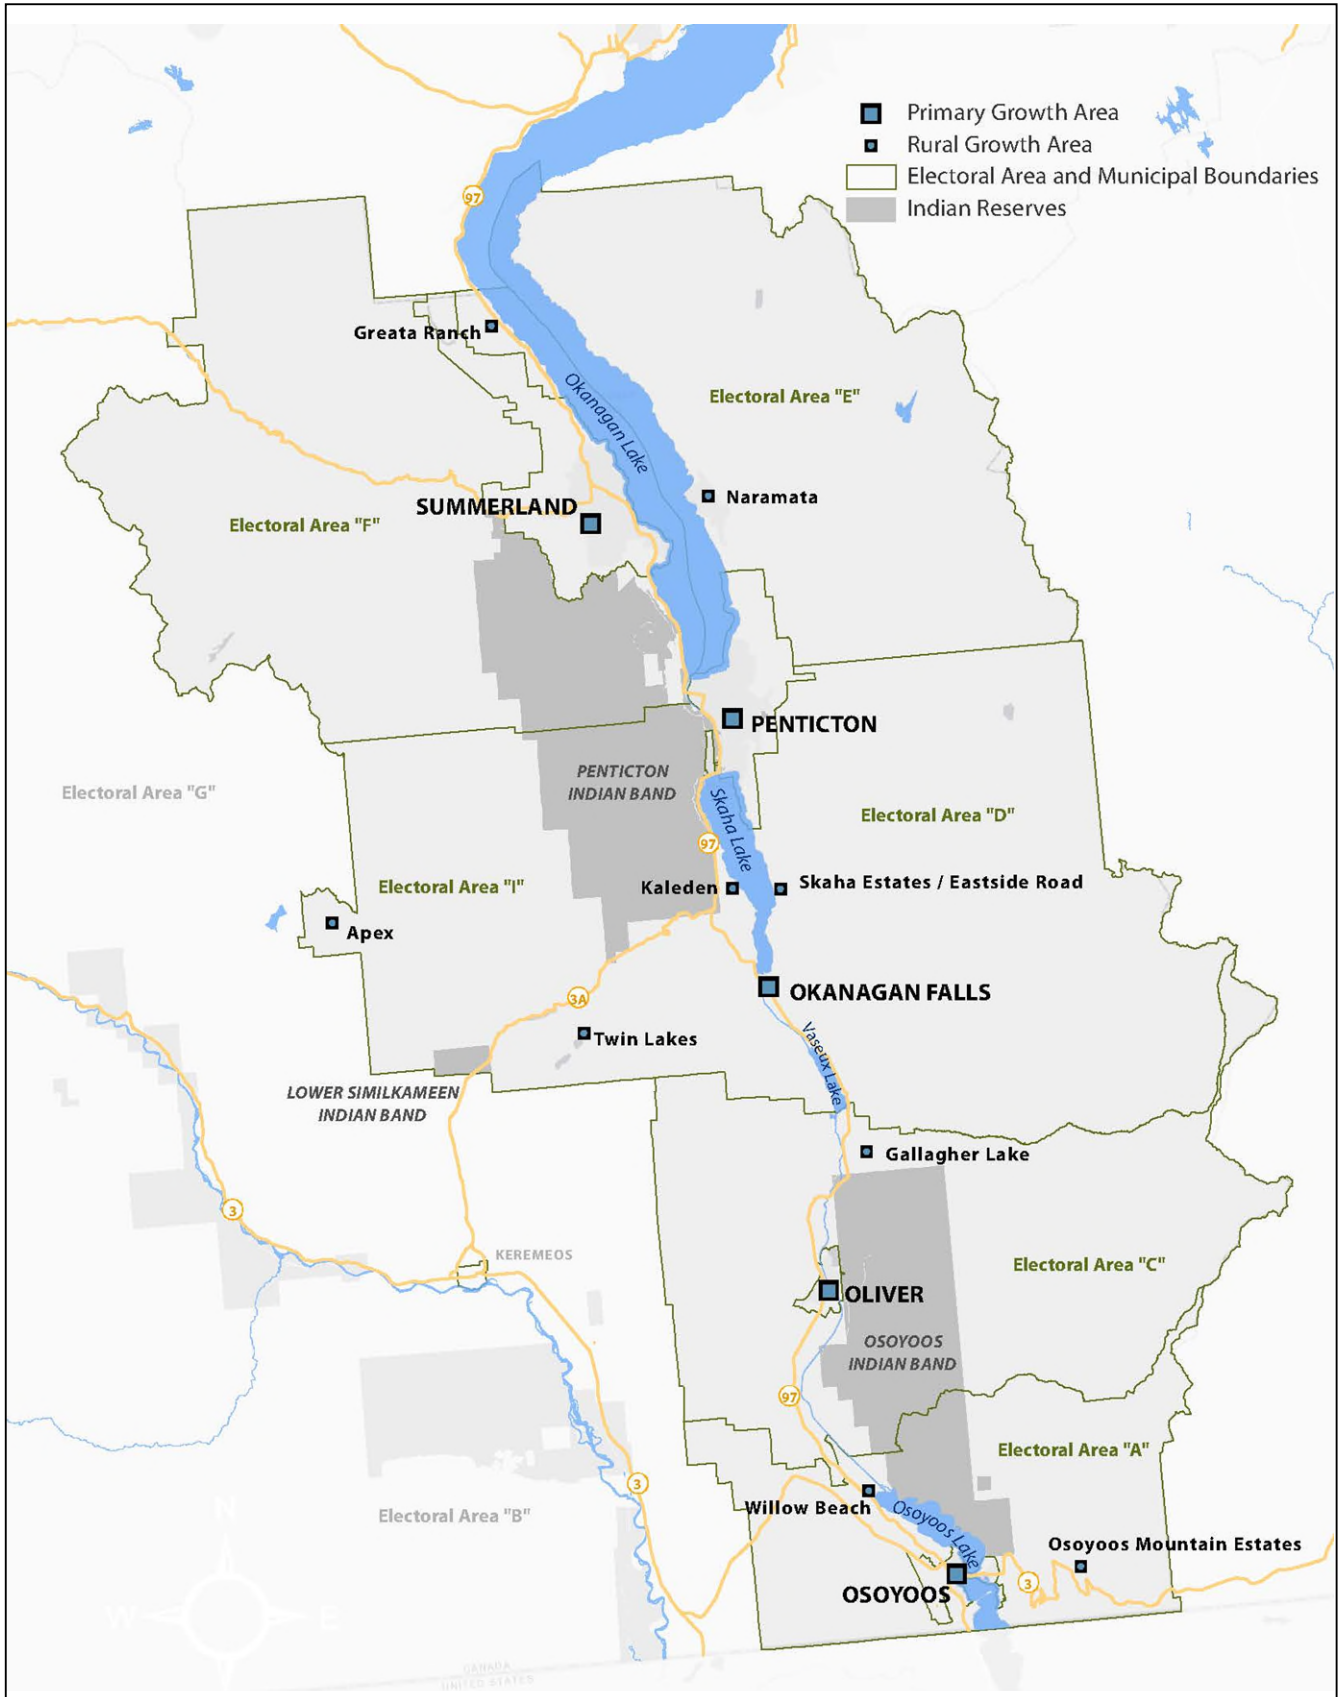 Primary Growth Area
Rural Growth Area
Electoral Area and Municipal Boundaries
Indian Reserves
97
Greata Ranch
Okanagan Lake
Electoral Area "E"
Naramata
SUMMERLAND
Electoral Area "F"
PENTICTON
PENTICTON
INDIAN BAND
Electoral Area "G"
Skaha Lake
Electoral Area "D"
97
Electoral Area "I"
Kaleden
Skaha Estates / Eastside Road
Apex
OKANAGAN FALLS
3A
Twin Lakes
Vaseux Lake
LOWER SIMILKAMEEN
INDIAN BAND
Gallagher Lake
3
KEREMEOS
Electoral Area "C"
OLIVER
OSOYOOS
INDIAN BAND
97
Electoral Area "A"
3
Willow Beach
Osoyoos Lake
Electoral Area "B"
Osoyoos Mountain Estates
3
OSOYOOS
N
W
E
CANADA
UNITED STATES